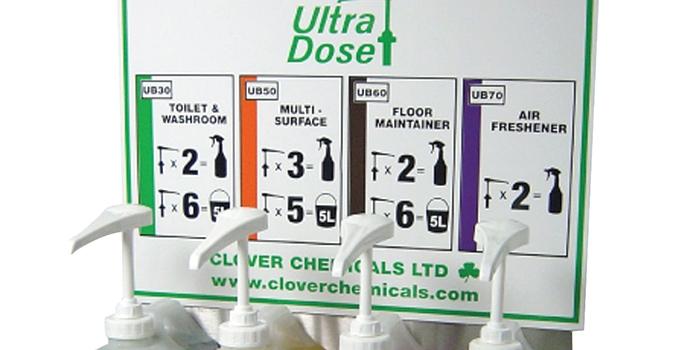 Ultra
Dose
UB30
TOILET &
WASHROOM
x 2 =
x 6 = 5L
UB50
MULTI -
SURFACE
x 3 =
x 5 = 5L
UB60
FLOOR
MAINTAINER
x 2 =
x 6 = 5L
UB70
AIR
FRESHENER
x 2 =
CLOVER CHEMICALS LTD
www.cloverchemicals.com